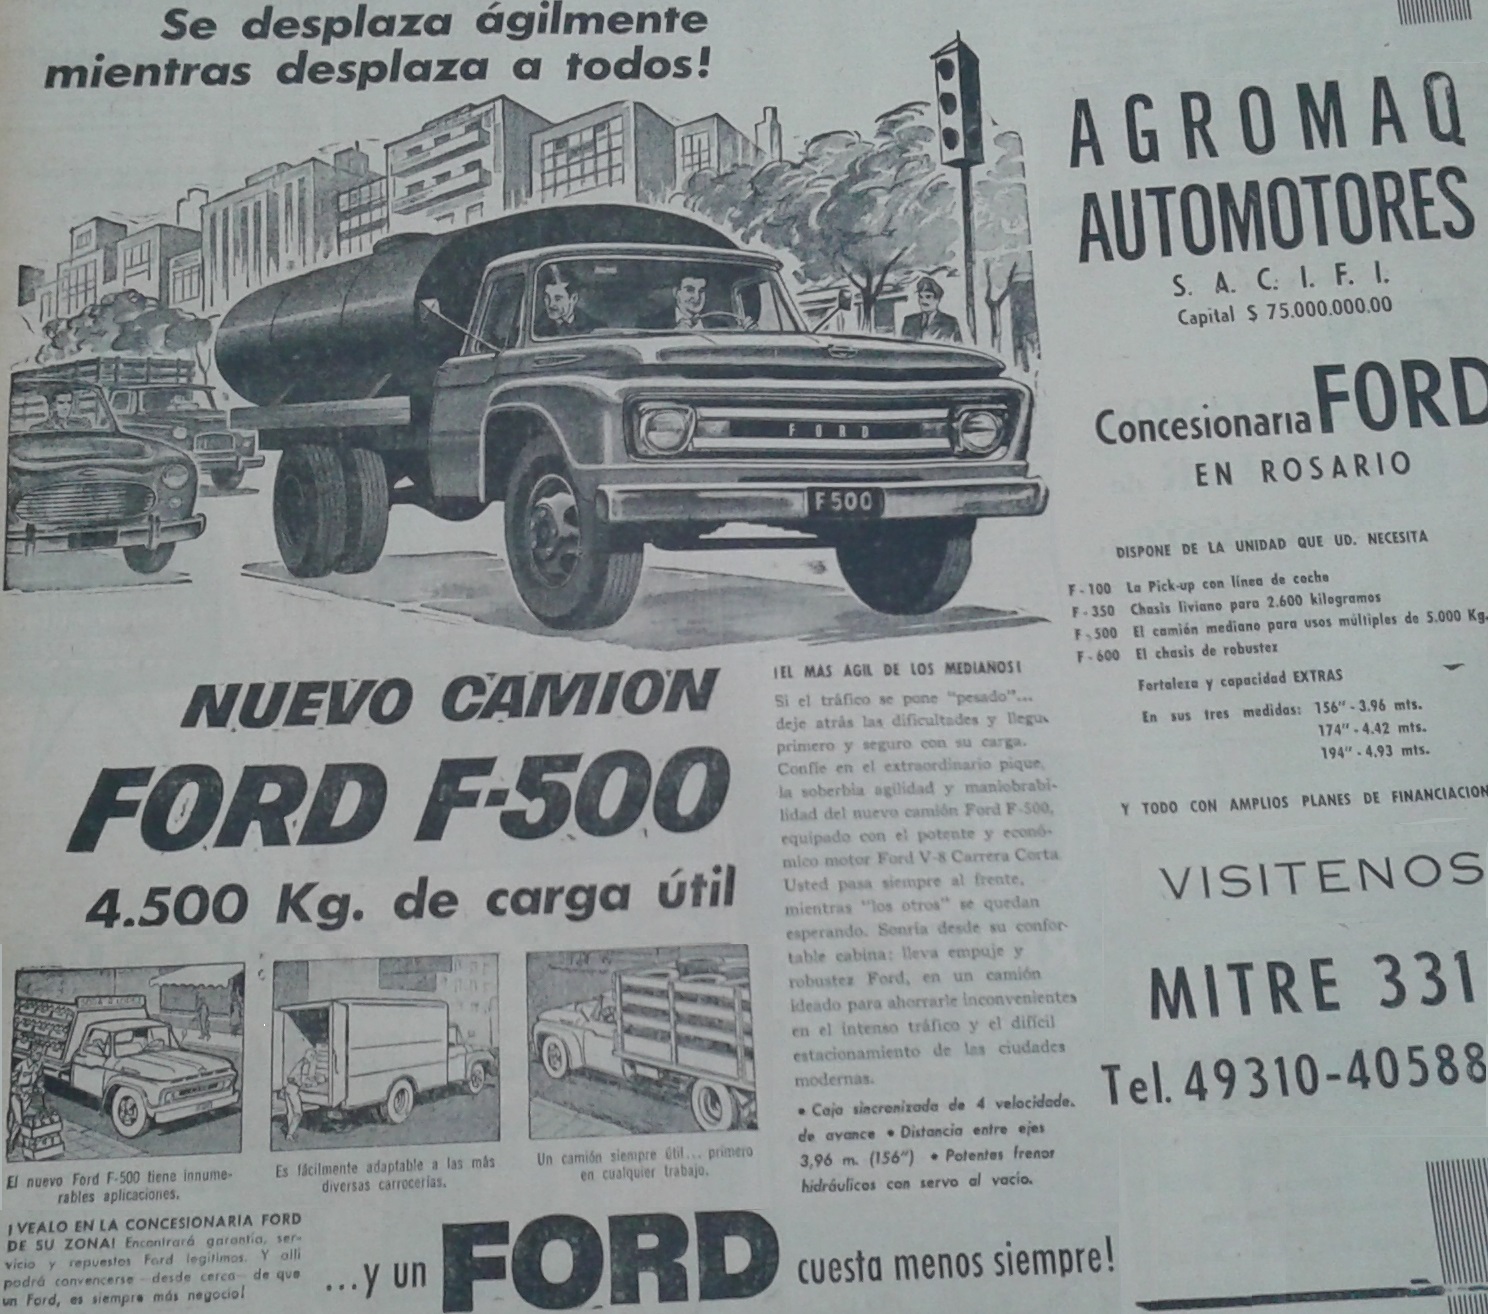 Se desplaza ágilmente
mientras desplaza a todos!
FORD
F500
NUEVO CAMION
FORD F-500
4.500 Kg. de carga útil
¡EL MAS AGIL DE LOS MEDIANOS!
Si el tráfico se pone "pesado"...
deje atrás las dificultades y llegue
primero y seguro con su carga.
Confíe en el extraordinario pique,
la soberbia agilidad y maniobrabi-
lidad del nuevo camión Ford F-500,
equipado con el potente y econó-
mico motor Ford V-8 Carrera Corta.
Usted pasa siempre al frente,
mientras "los otros" se quedan
esperando. Sonría desde su confor-
table cabina: lleva empuje y
robustez Ford, en un camión
ideado para ahorrarle inconvenientes
en el intenso tráfico y el difícil
estacionamiento de las ciudades
modernas.
• Caja sincronizada de 4 velocidade.
de avance • Distancia entre ejes
3,96 m. (156") • Potentes frenor
hidráulicos con servo al vacío.
El nuevo Ford F-500 tiene innume-
rables aplicaciones.
Es fácilmente adaptable a las más
diversas carrocerías.
Un camión siempre útil... primero
en cualquier trabajo.
¡VEALO EN LA CONCESIONARIA FORD
DE SU ZONA! Encontrará garantía, ser-
vicio y repuestos Ford legítimos. Y allí
podrá convencerse —desde cerca— de que
un Ford, es siempre más negocio!
...y un FORD cuesta menos siempre!
AGROMAQ
AUTOMOTORES
S. A. C. I. F. I.
Capital $ 75.000.000.00
Concesionaria FORD
EN ROSARIO
DISPONE DE LA UNIDAD QUE UD. NECESITA
F-100 La Pick-up con línea de coche
F-350 Chasis liviano para 2.600 kilogramos
F-500 El camión mediano para usos múltiples de 5.000 Kg.
F-600 El chasis de robustez
Fortaleza y capacidad EXTRAS
En sus tres medidas: 156" - 3.96 mts.
174" - 4.42 mts.
194" - 4.93 mts.
Y TODO CON AMPLIOS PLANES DE FINANCIACION
VISITENOS
MITRE 331
Tel. 49310-40588